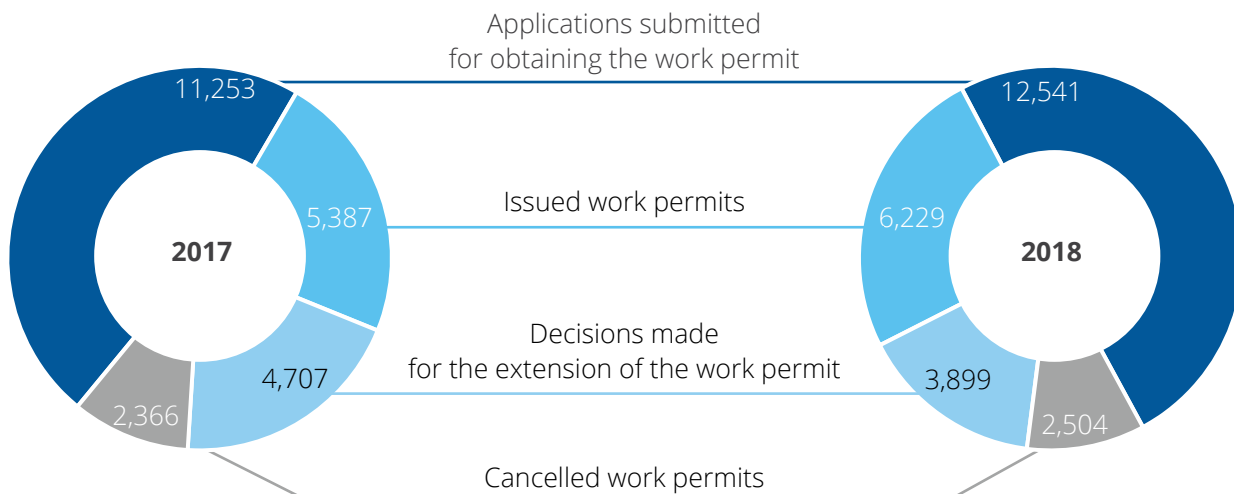 Applications submitted
for obtaining the work permit
11,253
12,541
Issued work permits
5,387
6,229
2017
2018
Decisions made
for the extension of the work permit
4,707
3,899
2,366
2,504
Cancelled work permits